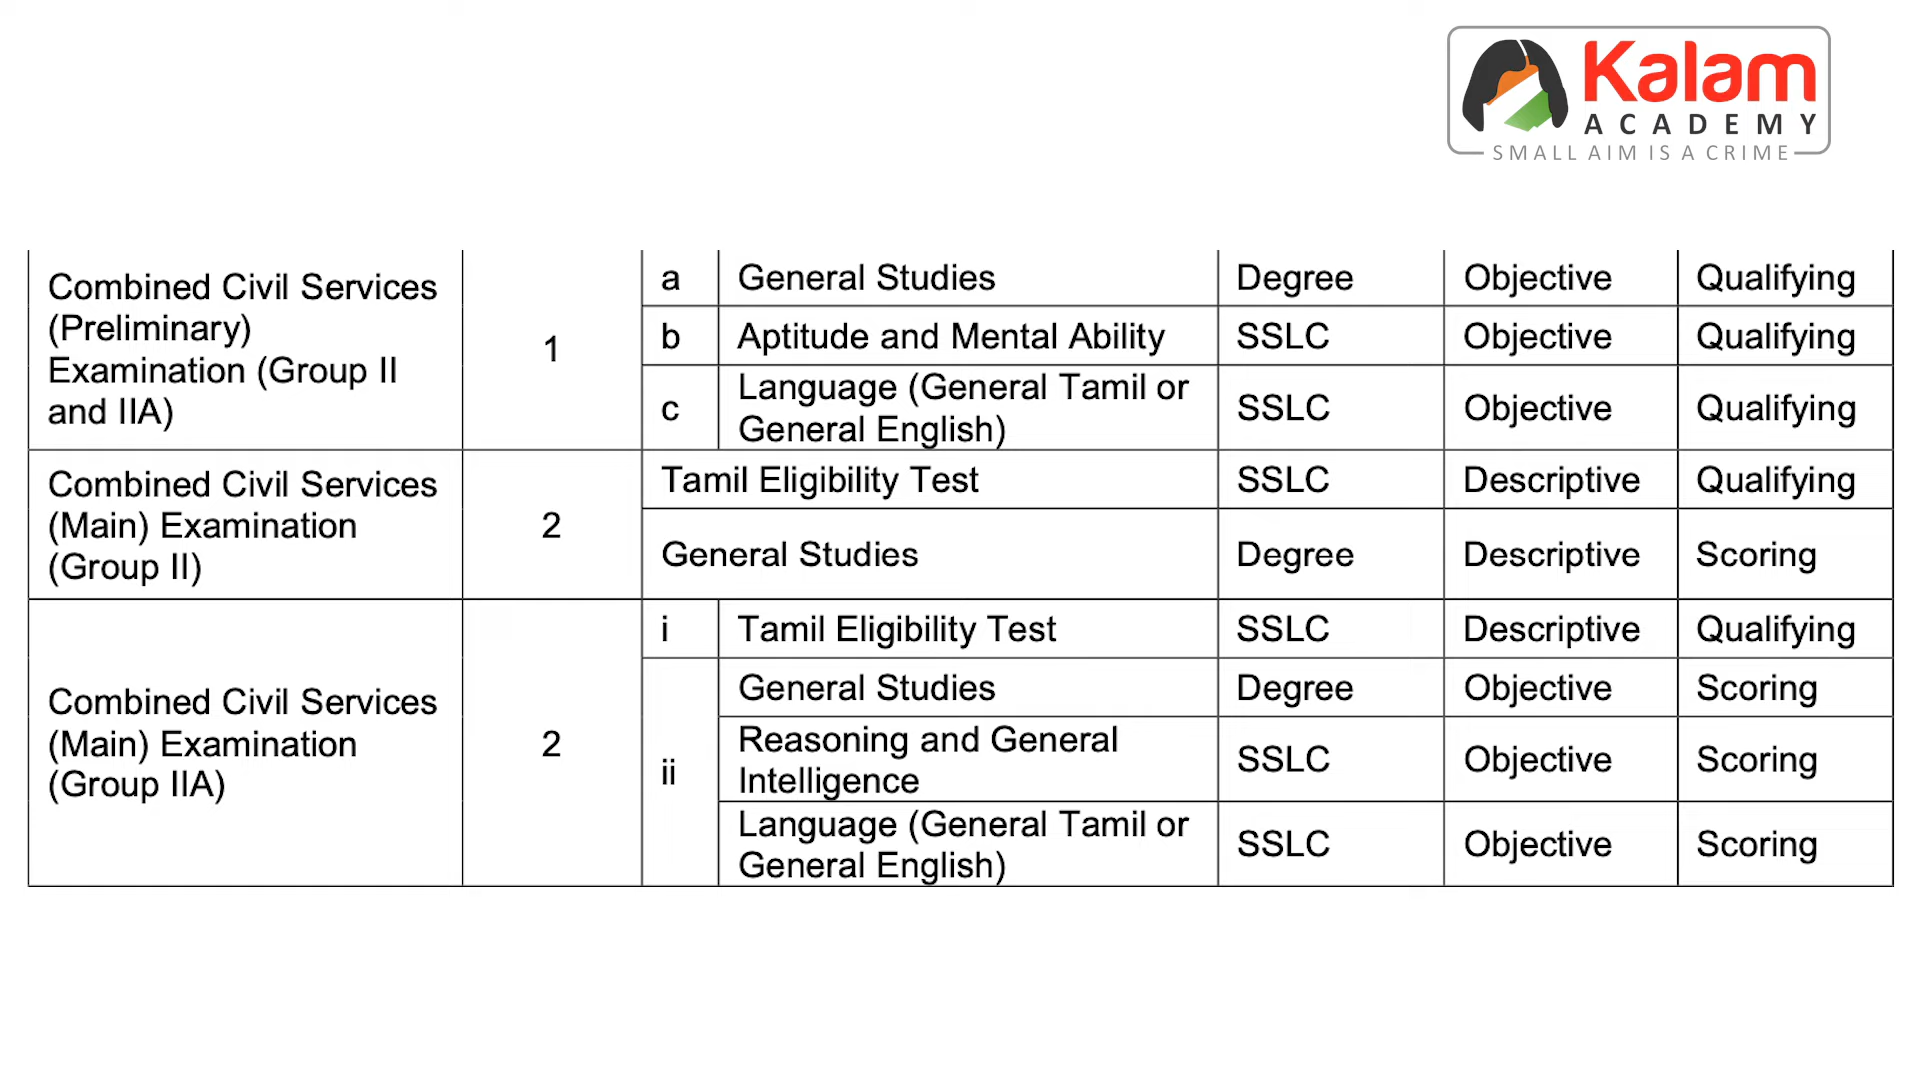 Kalam
ACADEMY
SMALL AIM IS A CRIME
Combined Civil Services
(Preliminary)
Examination (Group II
and IIA)
1
a
General Studies
Degree
Objective
Qualifying
b
Aptitude and Mental Ability
SSLC
Objective
Qualifying
c
Language (General Tamil or
General English)
SSLC
Objective
Qualifying
Combined Civil Services
(Main) Examination
(Group II)
2
Tamil Eligibility Test
SSLC
Descriptive
Qualifying
General Studies
Degree
Descriptive
Scoring
Combined Civil Services
(Main) Examination
(Group IIA)
2
i
Tamil Eligibility Test
SSLC
Descriptive
Qualifying
ii
General Studies
Degree
Objective
Scoring
Reasoning and General
Intelligence
SSLC
Objective
Scoring
Language (General Tamil or
General English)
SSLC
Objective
Scoring